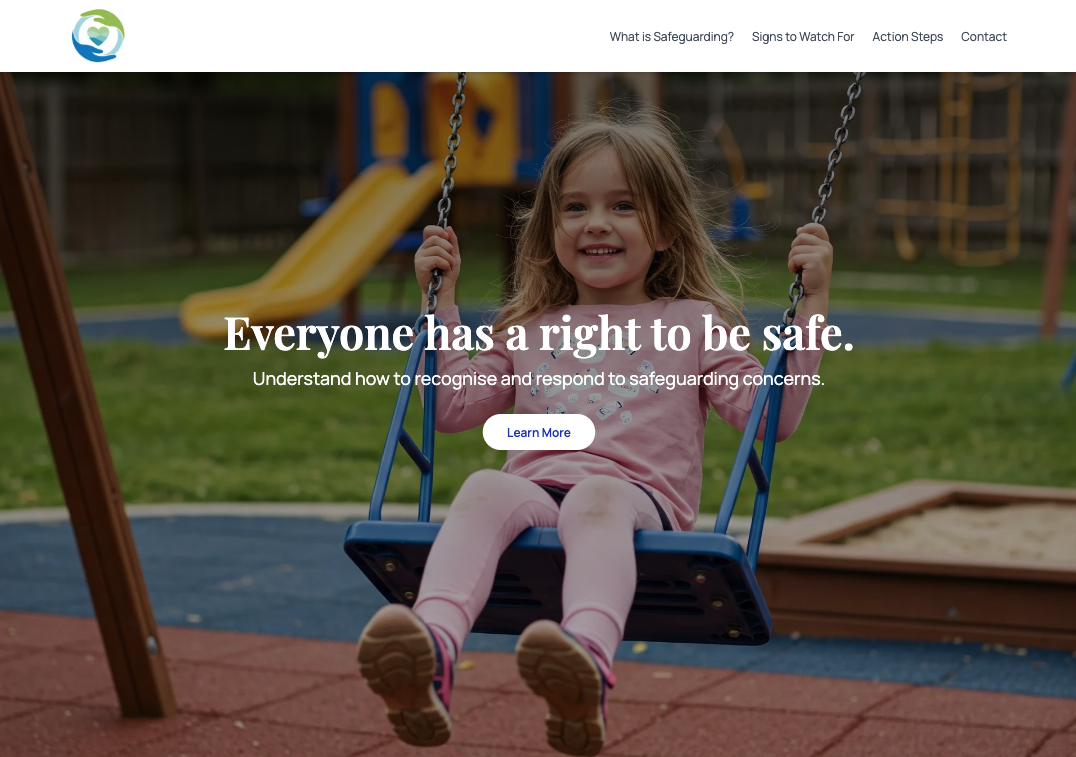 What is Safeguarding? Signs to Watch For Action Steps Contact
Everyone has a right to be safe.
Understand how to recognise and respond to safeguarding concerns.
Learn More